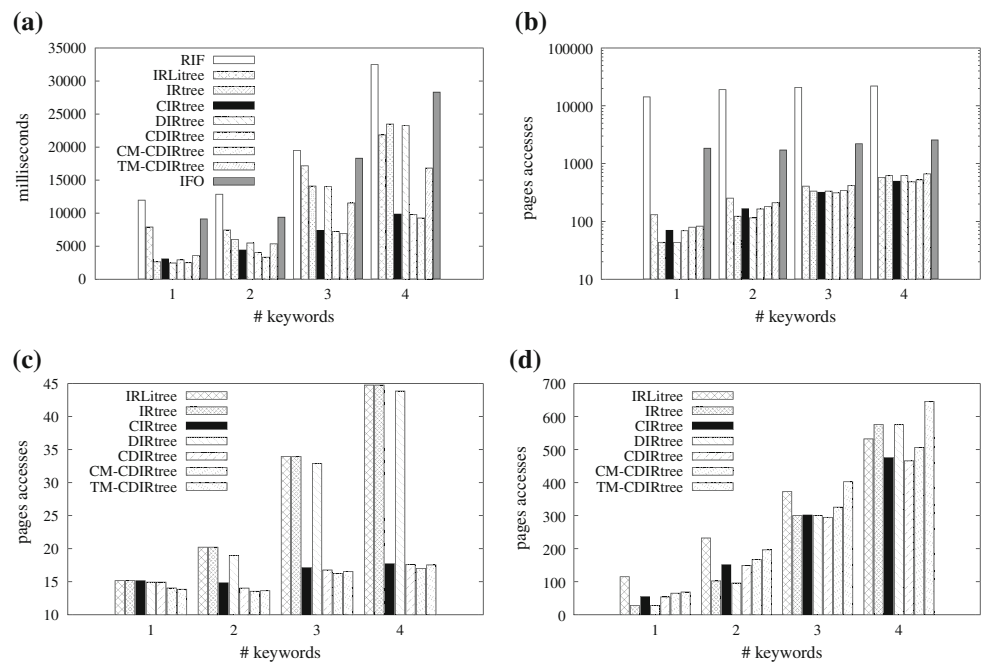 (a)
35000
30000
25000
20000
15000
10000
5000
0
milliseconds
RIF
IRLitree
IRtree
CIRtree
DIRtree
CDIRtree
CM-CDIRtree
TM-CDIRtree
IFO
1 2 3 4
# keywords
(b)
100000
10000
1000
100
10
pages accesses
1 2 3 4
# keywords
(c)
45
40
35
30
25
20
15
10
pages accesses
IRLitree
IRtree
CIRtree
DIRtree
CDIRtree
CM-CDIRtree
TM-CDIRtree
1 2 3 4
# keywords
(d)
700
600
500
400
300
200
100
0
pages accesses
IRLitree
IRtree
CIRtree
DIRtree
CDIRtree
CM-CDIRtree
TM-CDIRtree
1 2 3 4
# keywords